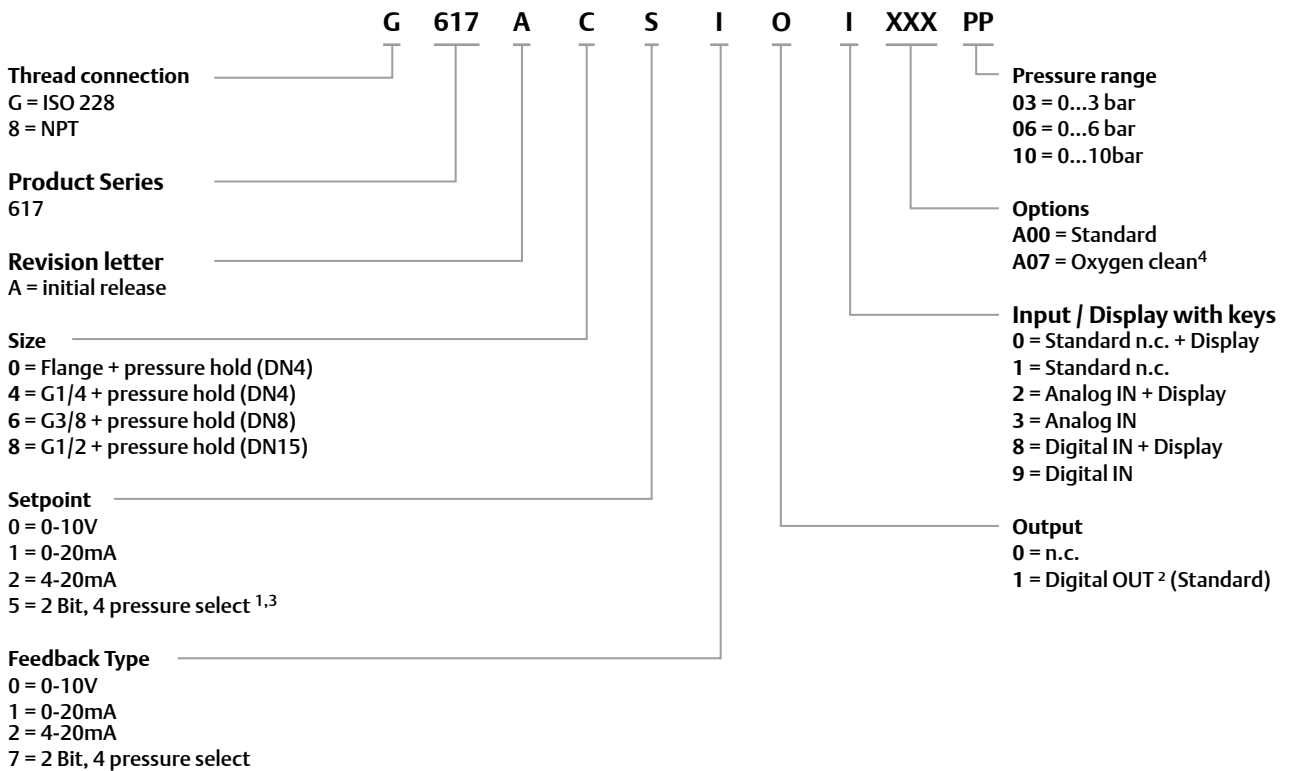 G 617 A C S I O I XXX PP
Thread connection
G = ISO 228
8 = NPT
Product Series
617
Revision letter
A = initial release
Size
0 = Flange + pressure hold (DN4)
4 = G1/4 + pressure hold (DN4)
6 = G3/8 + pressure hold (DN8)
8 = G1/2 + pressure hold (DN15)
Setpoint
0 = 0-10V
1 = 0-20mA
2 = 4-20mA
5 = 2 Bit, 4 pressure select 1,3
Feedback Type
0 = 0-10V
1 = 0-20mA
2 = 4-20mA
7 = 2 Bit, 4 pressure select
Pressure range
03 = 0...3 bar
06 = 0...6 bar
10 = 0...10bar
Options
A00 = Standard
A07 = Oxygen clean4
Input / Display with keys
0 = Standard n.c. + Display
1 = Standard n.c.
2 = Analog IN + Display
3 = Analog IN
8 = Digital IN + Display
9 = Digital IN
Output
0 = n.c.
1 = Digital OUT 2 (Standard)